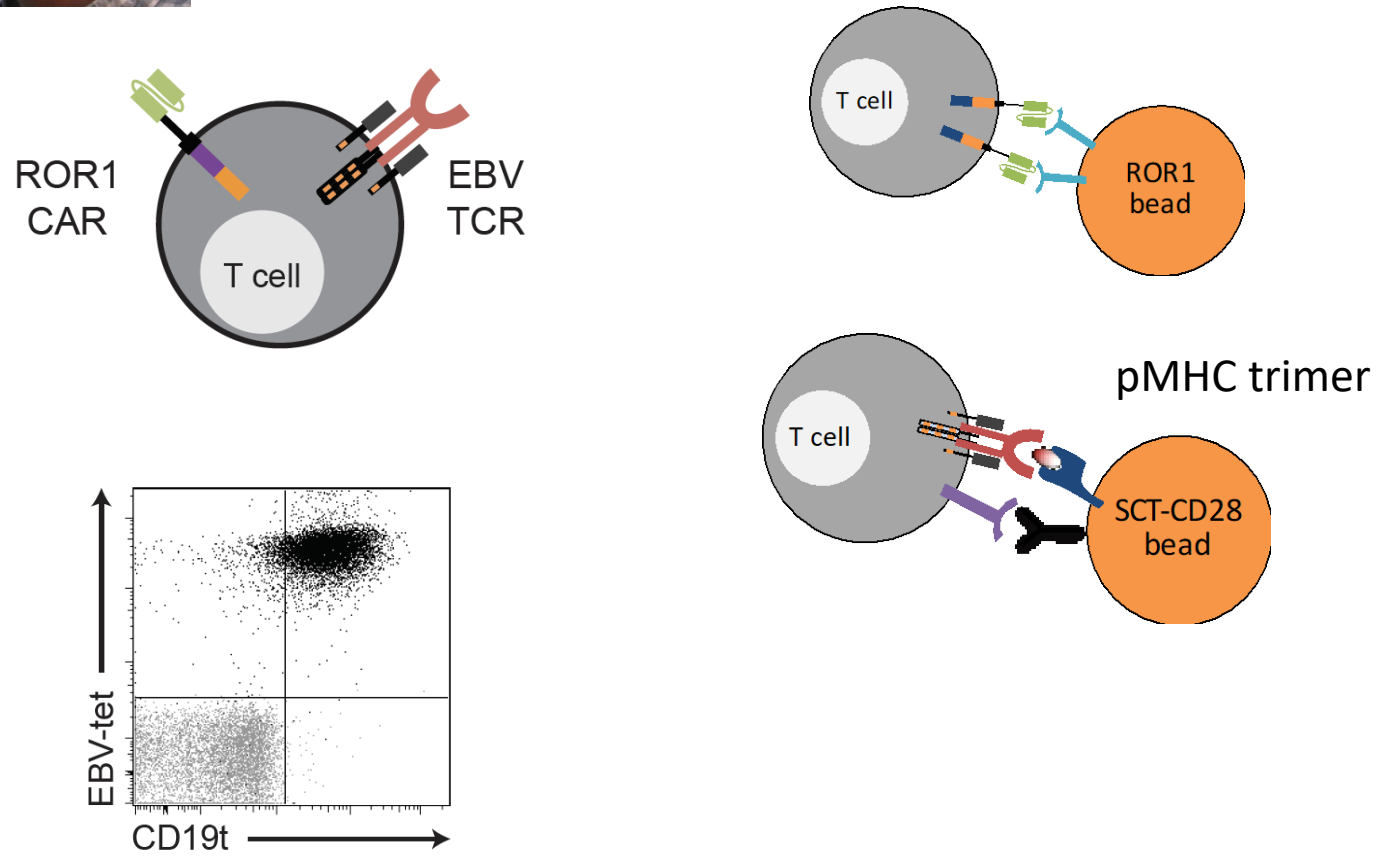 ROR1
CAR
T cell
EBV
TCR
T cell
ROR1
bead
pMHC trimer
T cell
SCT-CD28
bead
EBV-tet
CD19t